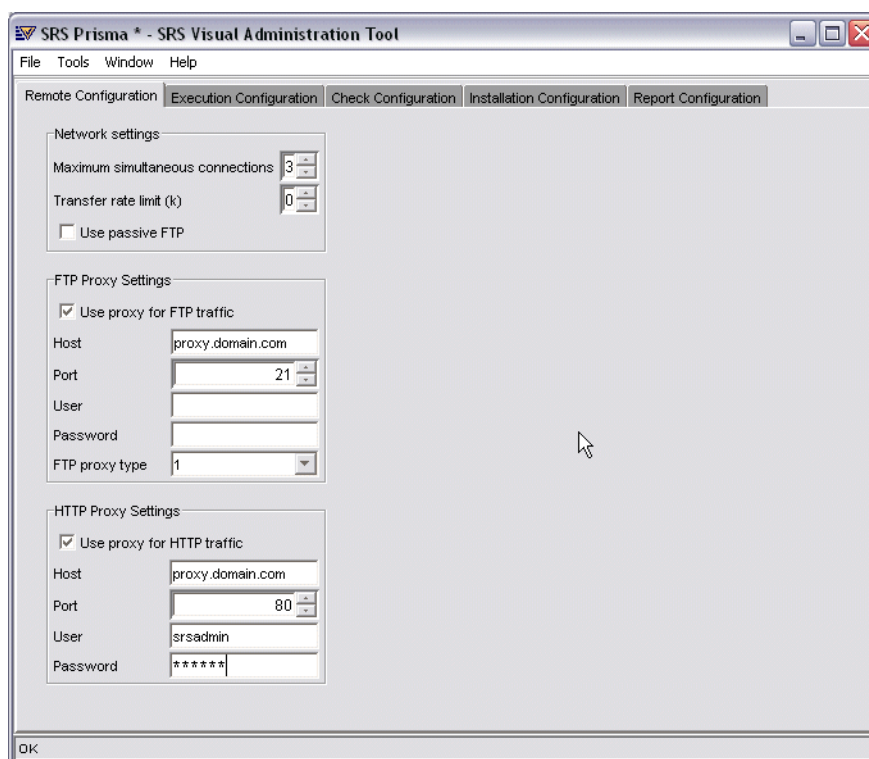 SRS Prisma * - SRS Visual Administration Tool
File Tools Window Help
Remote Configuration Execution Configuration Check Configuration Installation Configuration Report Configuration
Network settings
Maximum simultaneous connections 3
Transfer rate limit (k) 0
Use passive FTP
FTP Proxy Settings
Use proxy for FTP traffic
Host proxy.domain.com
Port 21
User
Password
FTP proxy type 1
HTTP Proxy Settings
Use proxy for HTTP traffic
Host proxy.domain.com
Port 80
User srsadmin
Password ******
OK